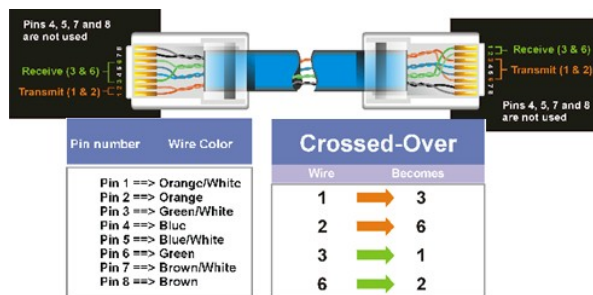 Pins 4, 5, 7 and 8
are not used
Receive (3 & 6)
Transmit (1 & 2)
Receive (3 & 6)
Transmit (1 & 2)
Pins 4, 5, 7 and 8
are not used
Pin number Wire Color
Pin 1 ==> Orange/White
Pin 2 ==> Orange
Pin 3 ==> Green/White
Pin 4 ==> Blue
Pin 5 ==> Blue/White
Pin 6 ==> Green
Pin 7 ==> Brown/White
Pin 8 ==> Brown
Crossed-Over
Wire Becomes
1 3
2 6
3 1
6 2